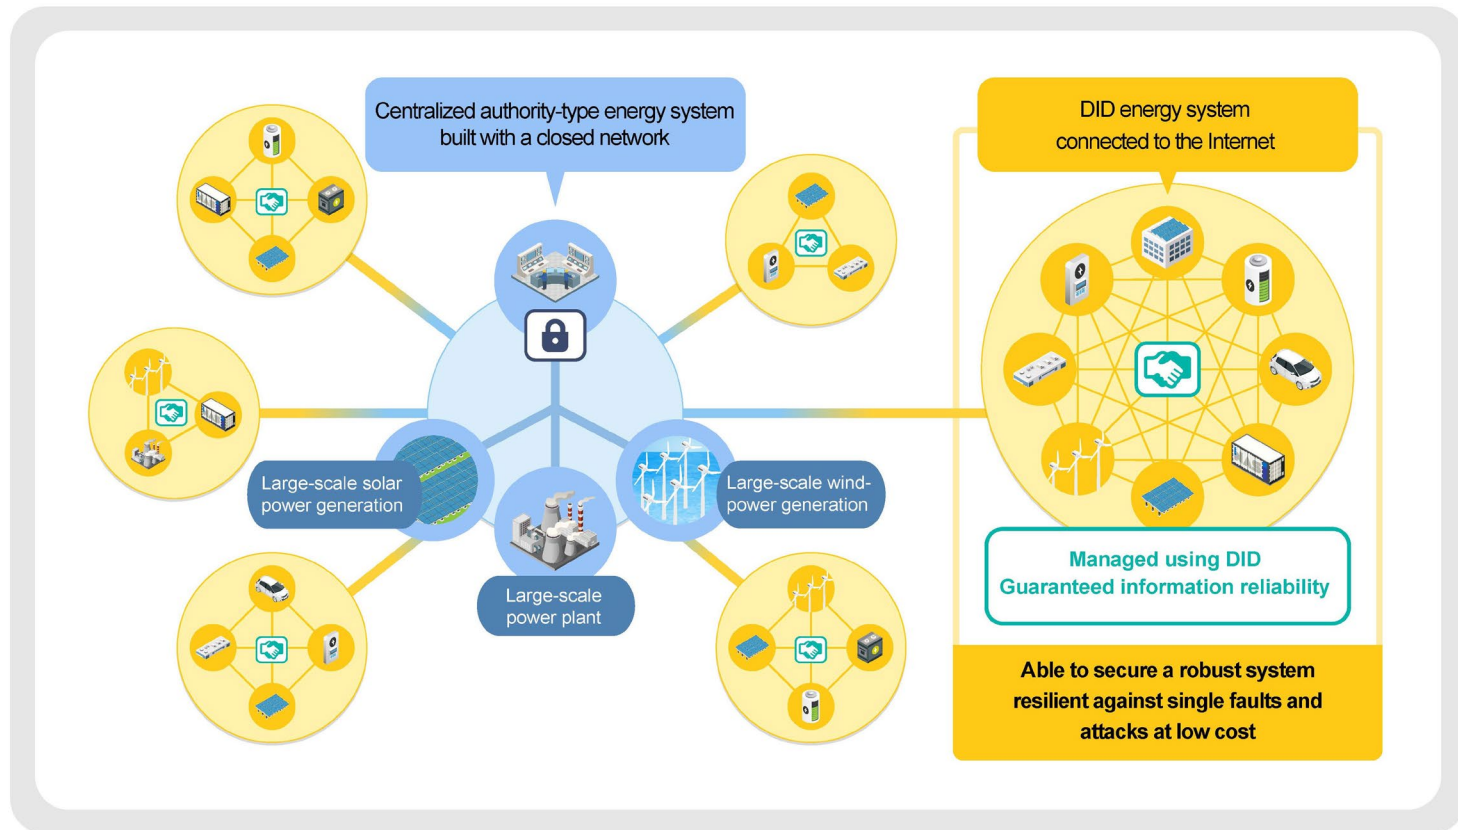 Centralized authority-type energy system
built with a closed network
DID energy system
connected to the Internet
Large-scale solar
power generation
Large-scale wind-
power generation
Large-scale
power plant
Managed using DID
Guaranteed information reliability
Able to secure a robust system
resilient against single faults and
attacks at low cost